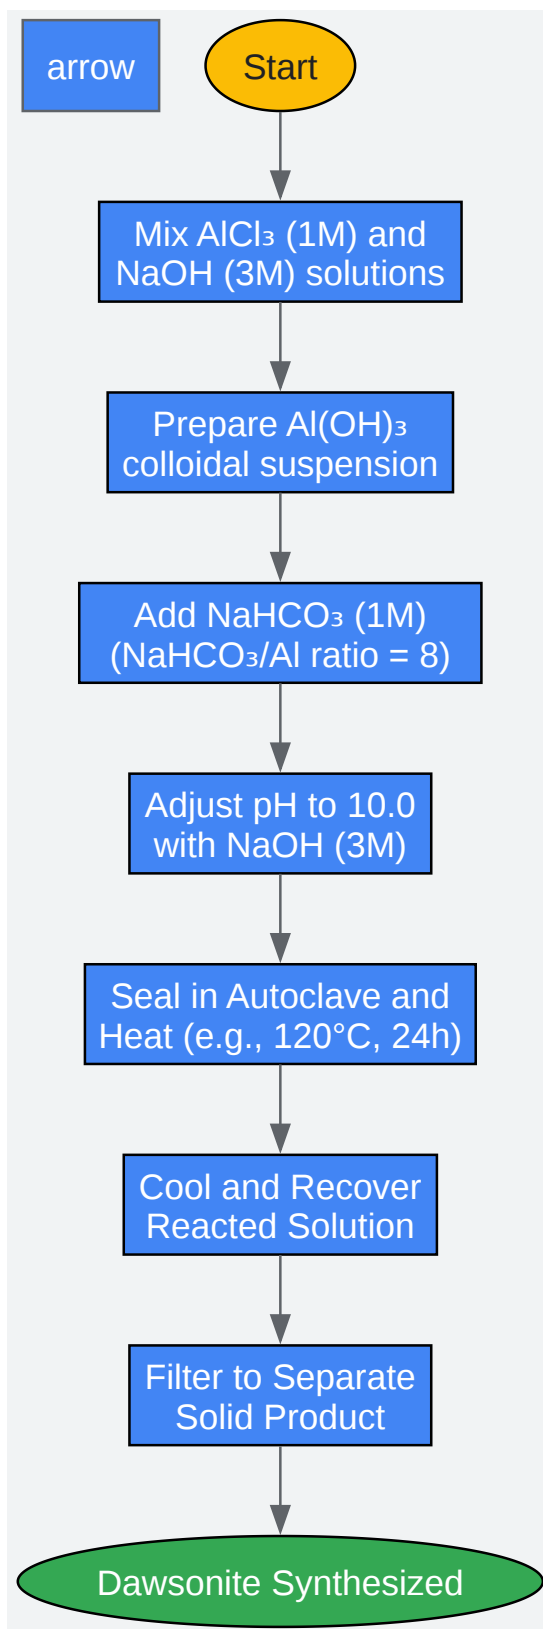 arrow
Start
Mix AlCl₃ (1M) and
NaOH (3M) solutions
Prepare Al(OH)₃
colloidal suspension
Add NaHCO₃ (1M)
(NaHCO₃/Al ratio = 8)
Adjust pH to 10.0
with NaOH (3M)
Seal in Autoclave and
Heat (e.g., 120°C, 24h)
Cool and Recover
Reacted Solution
Filter to Separate
Solid Product
Dawsonite Synthesized